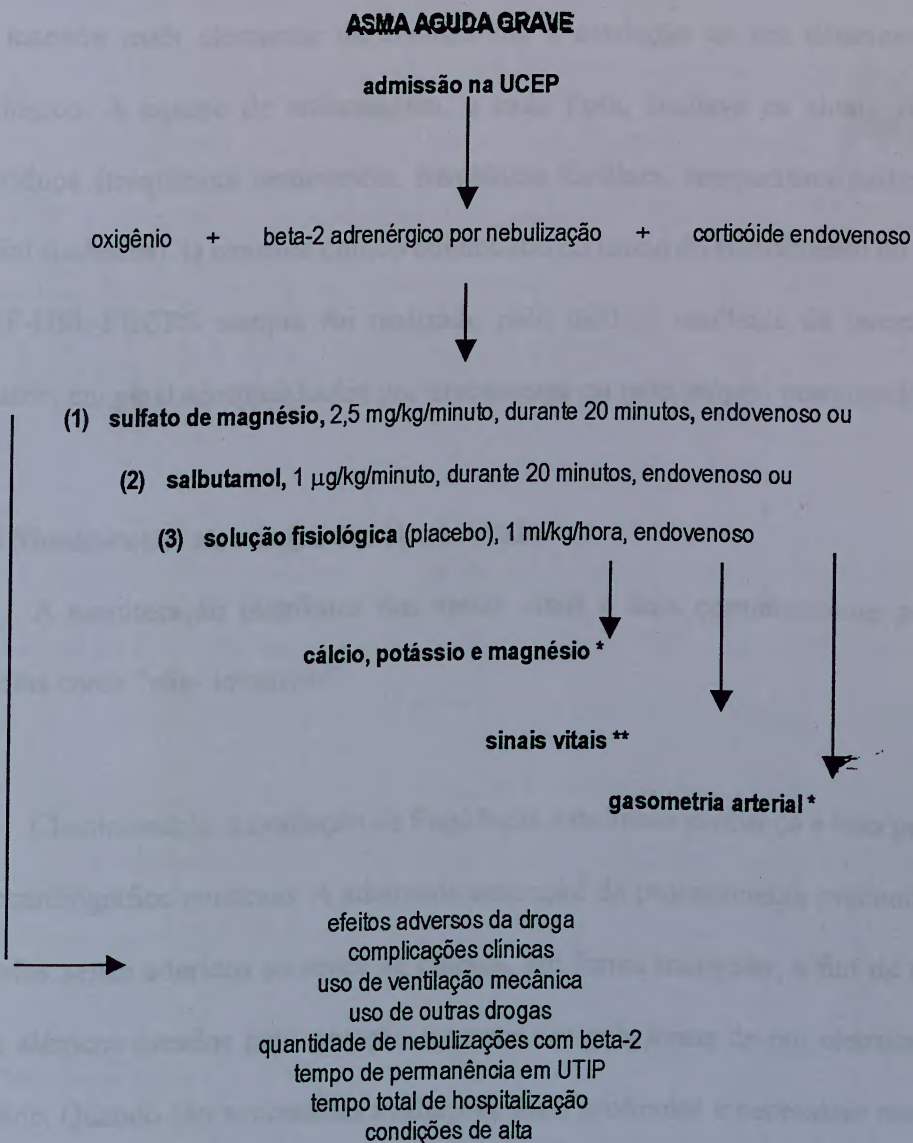 ASMA AGUDA GRAVE
admissão na UCEP
oxigênio + beta-2 adrenérgico por nebulização + corticóide endovenoso
(1) sulfato de magnésio, 2,5 mg/kg/minuto, durante 20 minutos, endovenoso ou
(2) salbutamol, 1 µg/kg/minuto, durante 20 minutos, endovenoso ou
(3) solução fisiológica (placebo), 1 ml/kg/hora, endovenoso
cálcio, potássio e magnésio *
sinais vitais **
gasometria arterial *
efeitos adversos da droga
complicações clínicas
uso de ventilação mecânica
uso de outras drogas
quantidade de nebulizações com beta-2
tempo de permanência em UTIP
tempo total de hospitalização
condições de alta